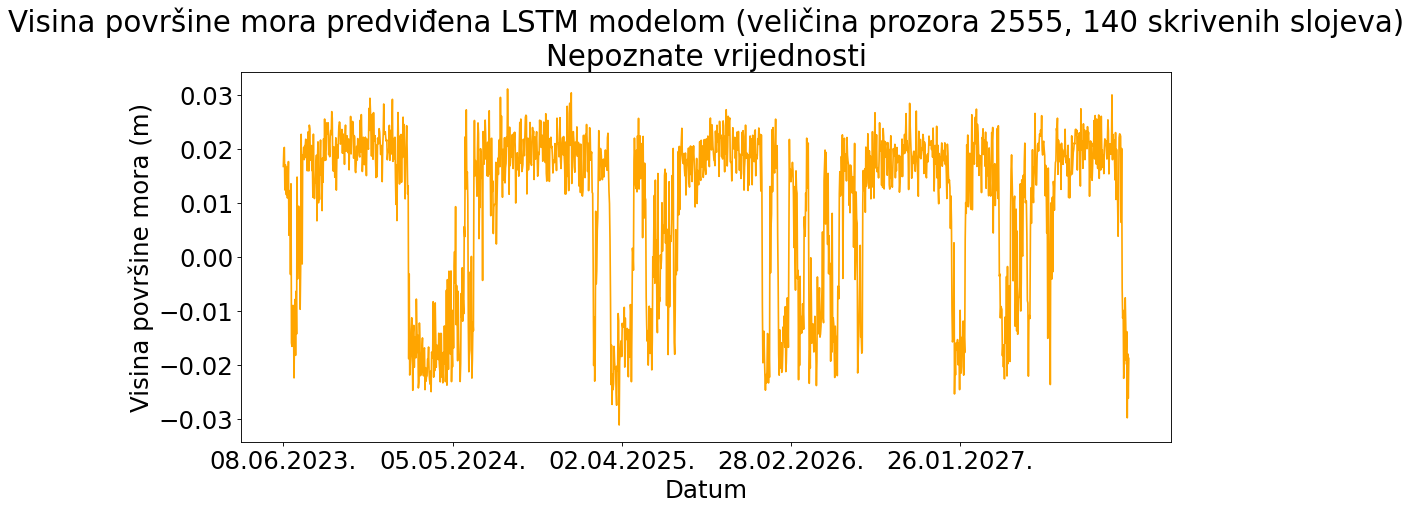 Visina površine mora predviđena LSTM modelom (veličina prozora 2555, 140 skrivenih slojeva)
Nepoznate vrijednosti
Visina površine mora (m)
0.03
0.02
0.01
0.00
−0.01
−0.02
−0.03
08.06.2023. 05.05.2024. 02.04.2025. 28.02.2026. 26.01.2027.
Datum